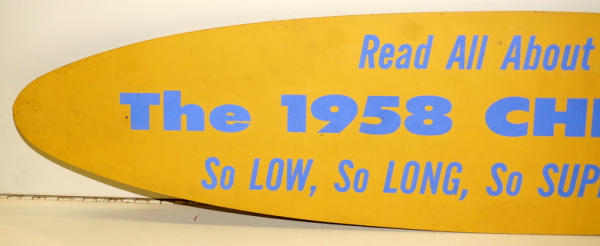 Read All About
The 1958
So LOW, So LONG, So